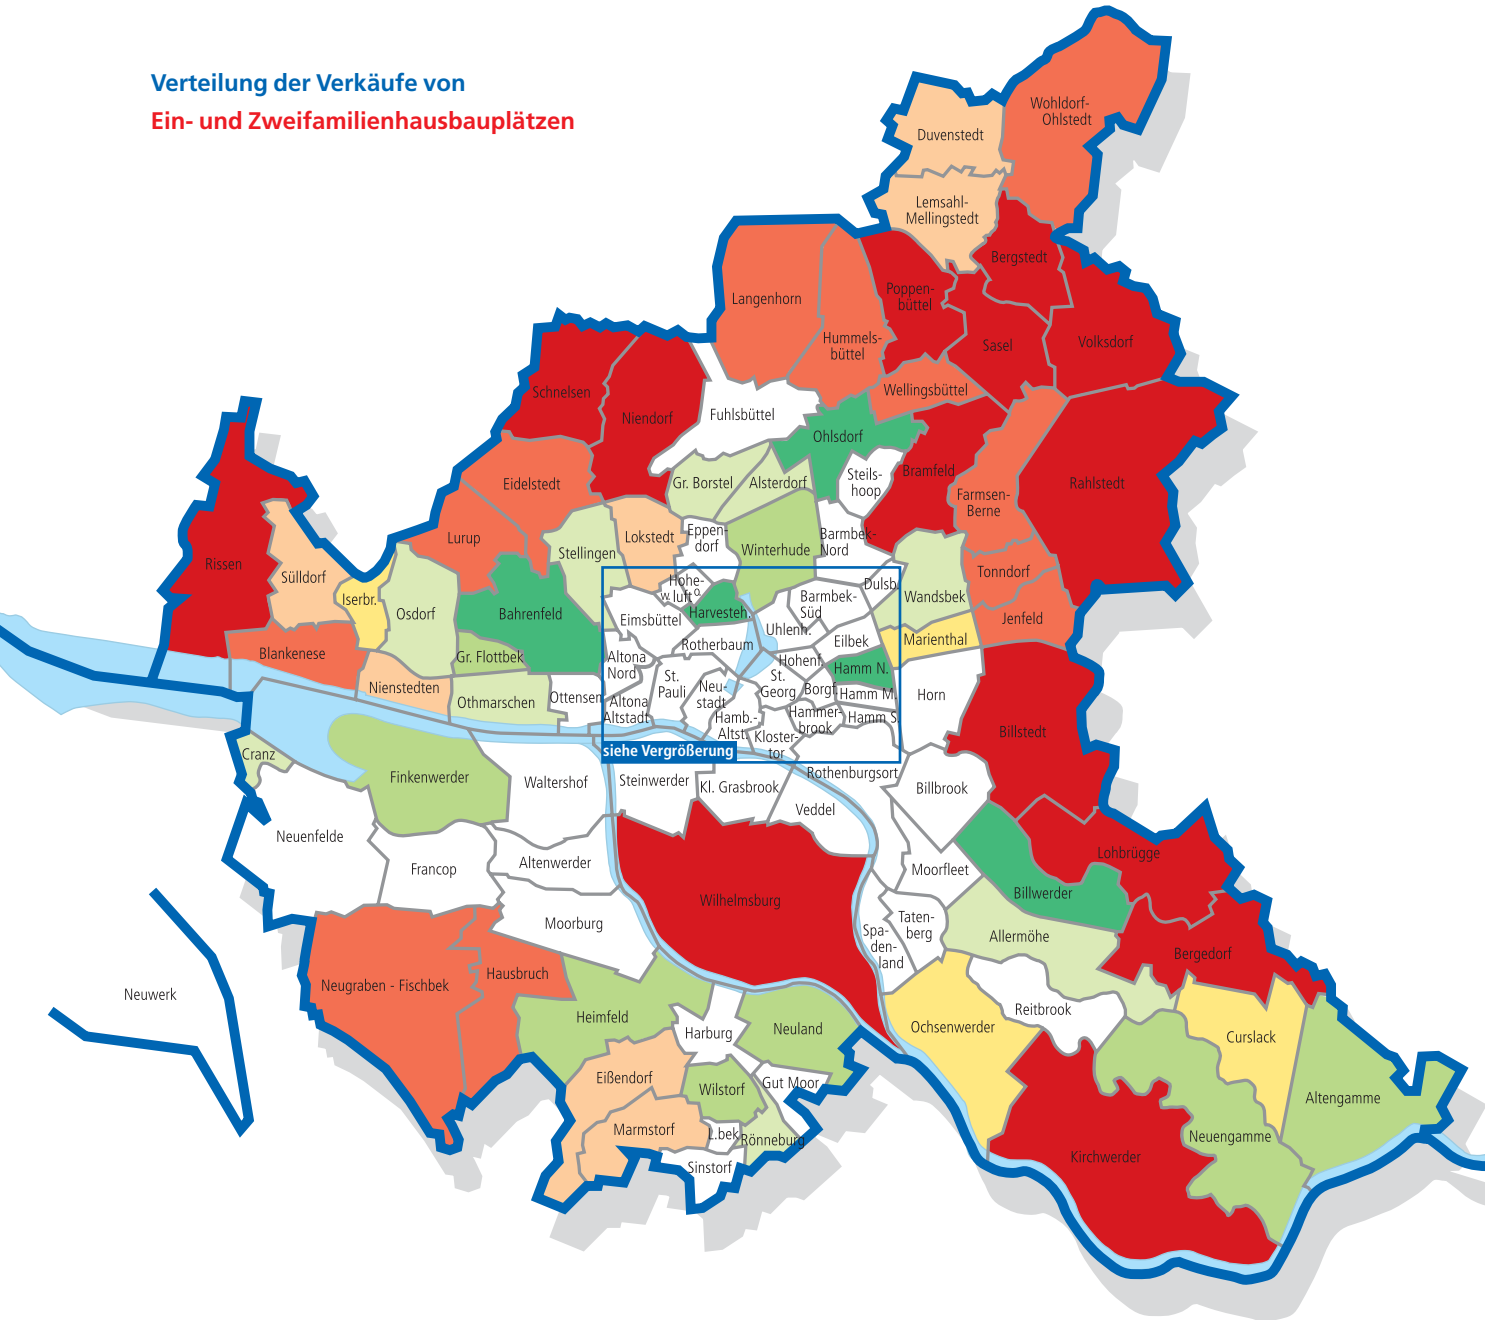 Verteilung der Verkäufe von
Ein- und Zweifamilienhausbauplätzen
Wohldorf-
Ohlstedt
Duvenstedt
Lemsahl-
Mellingstedt
Bergstedt
Poppen-
büttel
Langenhorn
Hummels-
büttel
Sasel
Volksdorf
Wellingsbüttel
Schnelsen
Niendorf
Fuhlsbüttel
Ohlsdorf
Steils-
hoop
Bramfeld
Farmsen-
Berne
Rahlstedt
Eidelstedt
Gr. Borstel
Alsterdorf
Lurup
Stellingen
Lokstedt
Eppen-
dorf
Winterhude
Barmbek-
Nord
Rissen
Sülldorf
Iserbr.
Osdorf
Bahrenfeld
Hohe-
w.luft
o.
Harvesteh.
Barmbek-
Süd
Dulsb.
Wandsbek
Tonndorf
Jenfeld
Eimsbüttel
Uhlenh.
Eilbek
Marienthal
Blankenese
Gr. Flottbek
Altona
Nord
Rotherbaum
Hohenf.
Hamm N.
Nienstedten
Othmarschen
Ottensen
Altona
Altstadt
St.
Pauli
Neu-
stadt
St.
Georg
Borgf.
Hamm M.
Horn
Hamb.-
Altst.
Hammer-
brook
Hamm S.
Billstedt
Kloster-
tor
siehe Vergrößerung
Cranz
Finkenwerder
Waltershof
Steinwerder
Kl. Grasbrook
Rothenburgsort
Veddel
Billbrook
Neuenfelde
Francop
Altenwerder
Moorfleet
Lohbrügge
Billwerder
Wilhelmsburg
Moorburg
Taten-
berg
Spa-
den-
land
Allermöhe
Bergedorf
Neuwerk
Neugraben - Fischbek
Hausbruch
Heimfeld
Harburg
Neuland
Ochsenwerder
Reitbrook
Curslack
Eißendorf
Wilstorf
Gut Moor
Altengamme
Marmstorf
L.bek
Rönneburg
Neuengamme
Sinstorf
Kirchwerder